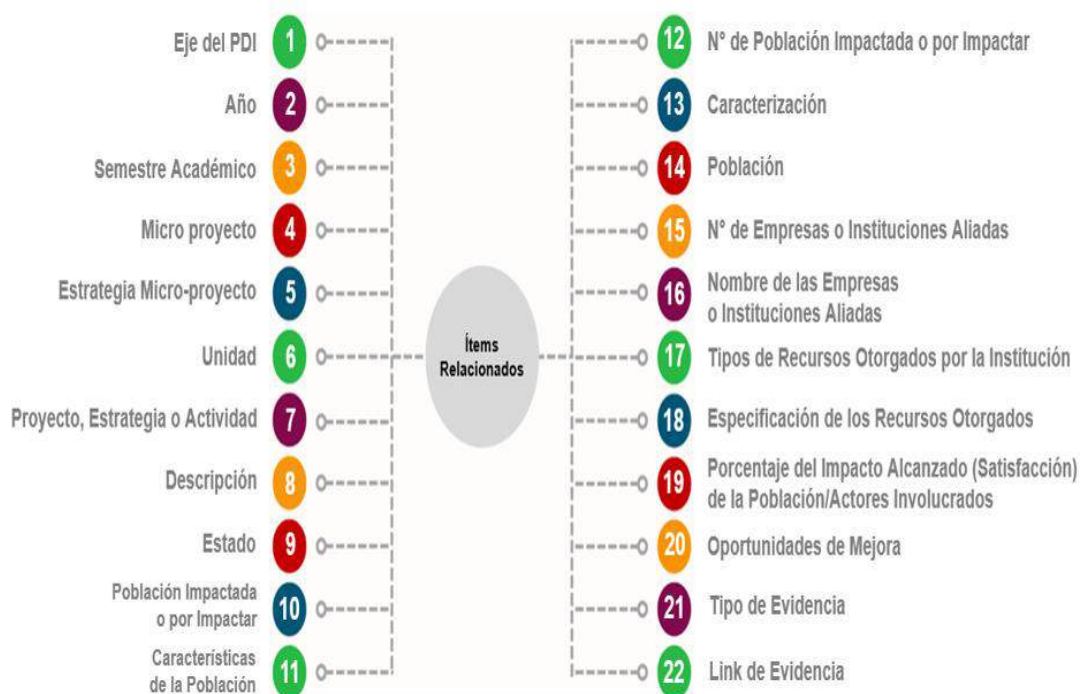 Eje del PDI 1
Año 2
Semestre Académico 3
Micro proyecto 4
Estrategia Micro-proyecto 5
Unidad 6
Proyecto, Estrategia o Actividad 7
Descripción 8
Estado 9
Población Impactada
o por Impactar 10
Características
de la Población 11
Ítems
Relacionados
12 N° de Población Impactada o por Impactar
13 Caracterización
14 Población
15 N° de Empresas o Instituciones Aliadas
16 Nombre de las Empresas
o Instituciones Aliadas
17 Tipos de Recursos Otorgados por la Institución
18 Especificación de los Recursos Otorgados
19 Porcentaje del Impacto Alcanzado (Satisfacción)
de la Población/Actores Involucrados
20 Oportunidades de Mejora
21 Tipo de Evidencia
22 Link de Evidencia